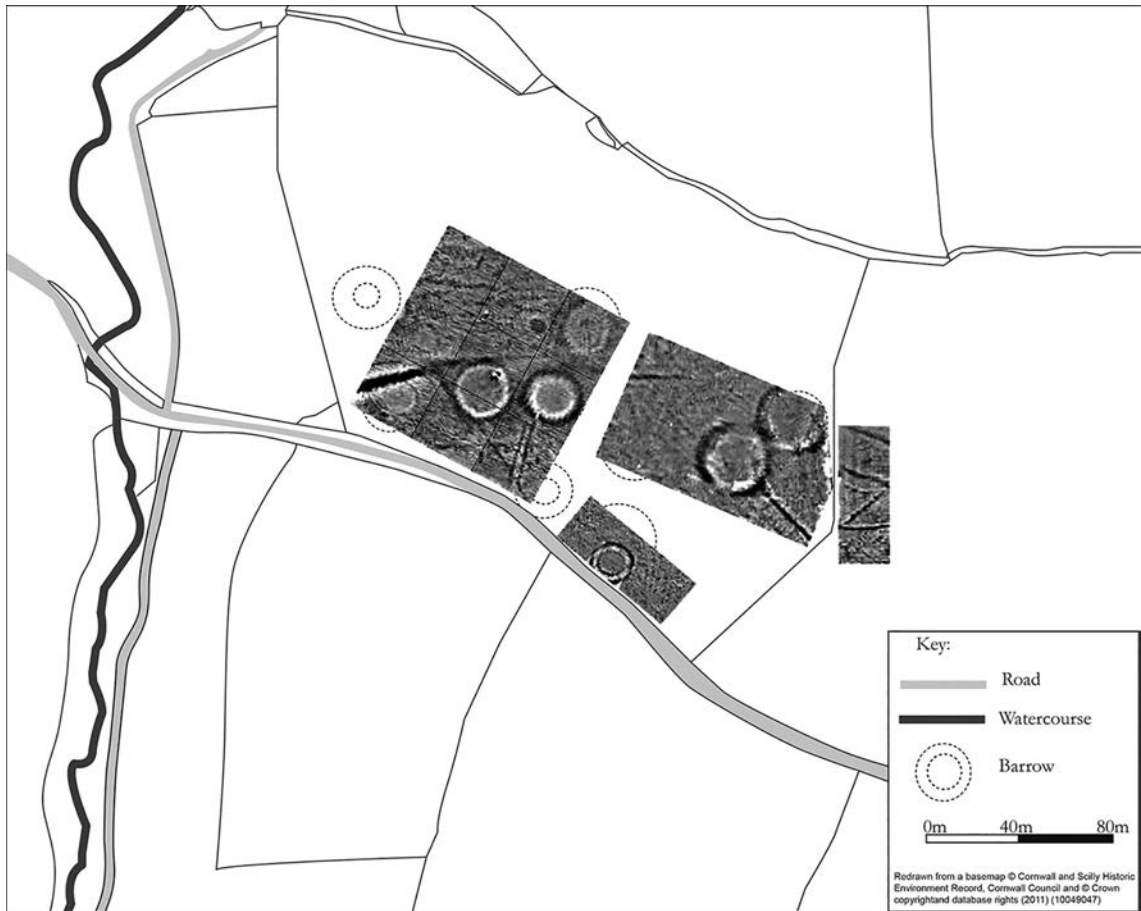 Key:
Road
Watercourse
Barrow
0m 40m 80m
Redrawn from a basemap © Cornwall and Scilly Historic
Environment Record, Cornwall Council and © Crown
copyrightand database rights (2011) (10049047)